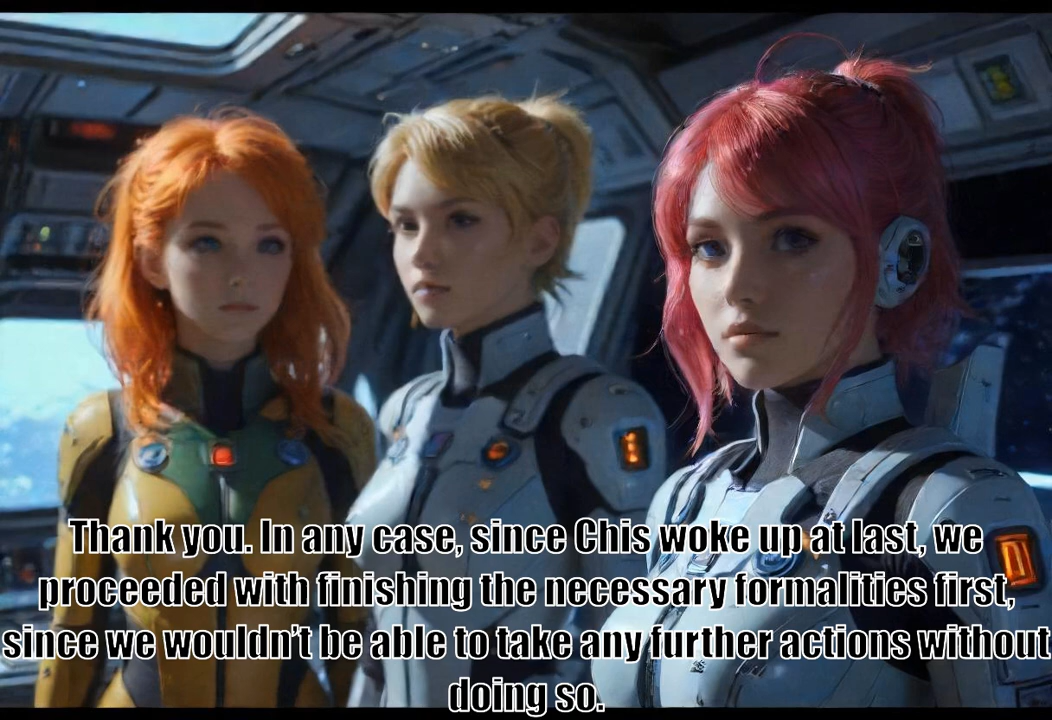 Thank you. In any case, since Chis woke up at last, we
proceeded with finishing the necessary formalities first,
since we wouldn't be able to take any further actions without
doing so.